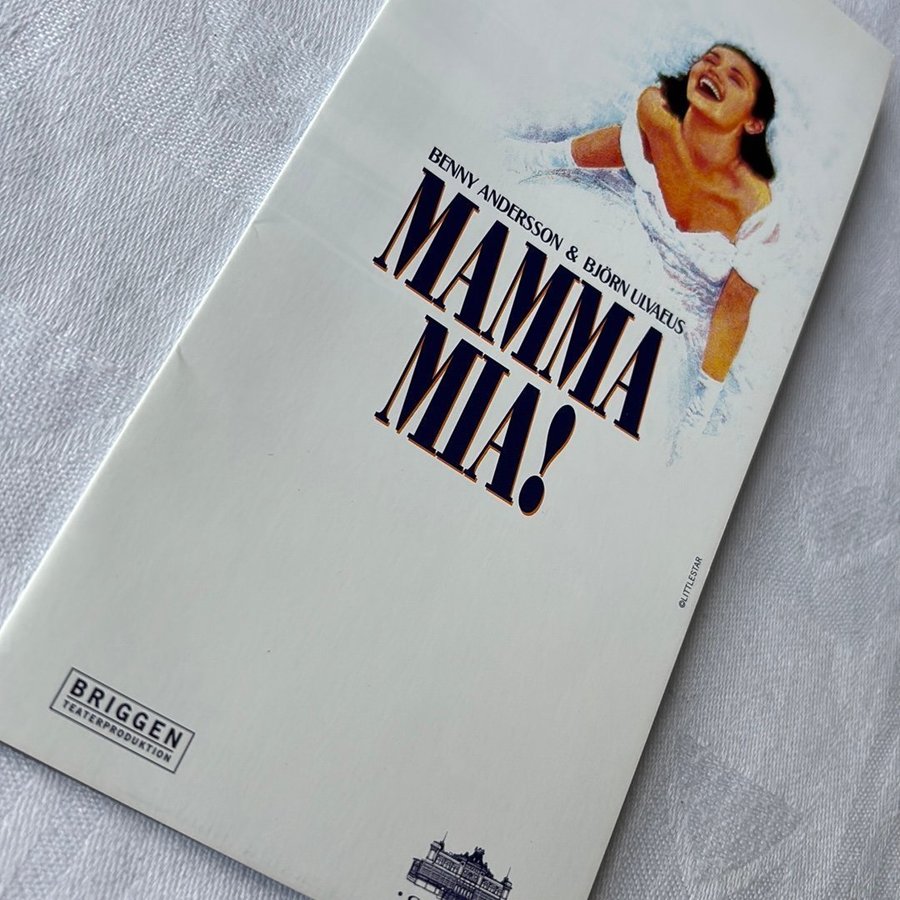 BENNY ANDERSSON & BJÖRN ULVAEUS
MAMMA
MIA!
©LITTLESTAR
BRIGGEN
TEATERPRODUKTION